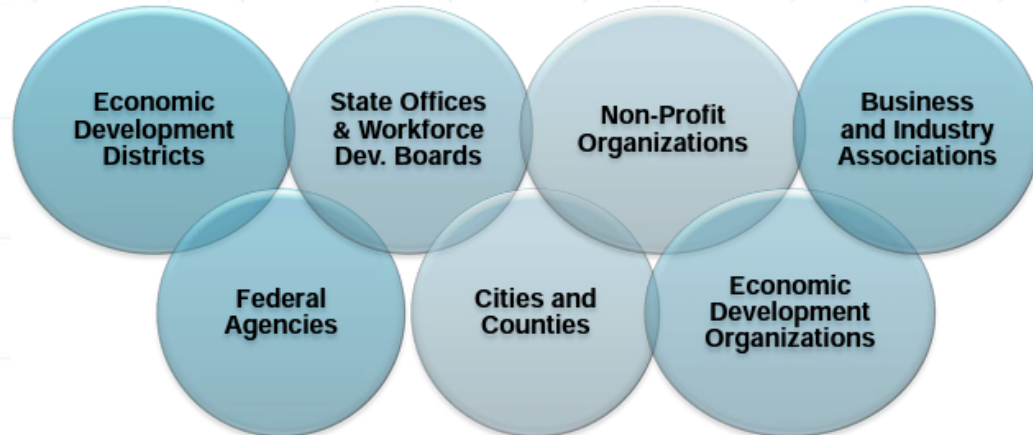 Economic
Development
Districts
State Offices
& Workforce
Dev. Boards
Non-Profit
Organizations
Business
and Industry
Associations
Federal
Agencies
Cities and
Counties
Economic
Development
Organizations